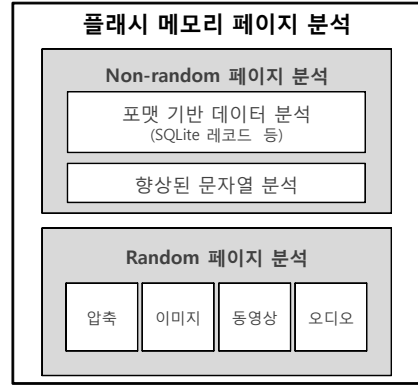 플래시 메모리 페이지 분석
Non-random 페이지 분석
포맷 기반 데이터 분석
(SQLite 레코드 등)
향상된 문자열 분석
Random 페이지 분석
압축
이미지
동영상
오디오